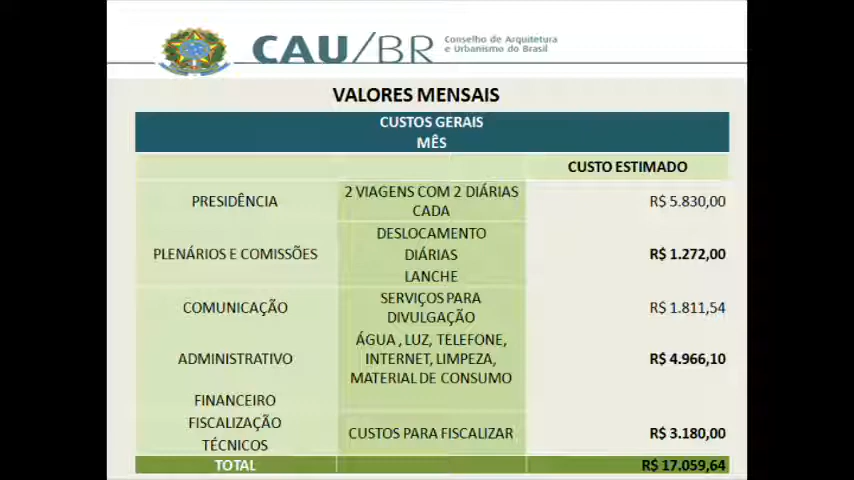 CAU/BR
Conselho de Arquitetura
e Urbanismo do Brasil
VALORES MENSAIS
CUSTOS GERAIS
MÊS
CUSTO ESTIMADO
PRESIDÊNCIA
2 VIAGENS COM 2 DIÁRIAS
CADA
R$ 5.830,00
PLENÁRIOS E COMISSÕES
DESLOCAMENTO
DIÁRIAS
LANCHE
R$ 1.272,00
COMUNICAÇÃO
SERVIÇOS PARA
DIVULGAÇÃO
R$ 1.811,54
ADMINISTRATIVO
ÁGUA , LUZ, TELEFONE,
INTERNET, LIMPEZA,
MATERIAL DE CONSUMO
R$ 4.966,10
FINANCEIRO
FISCALIZAÇÃO
TÉCNICOS
CUSTOS PARA FISCALIZAR
R$ 3.180,00
TOTAL
R$ 17.059,64